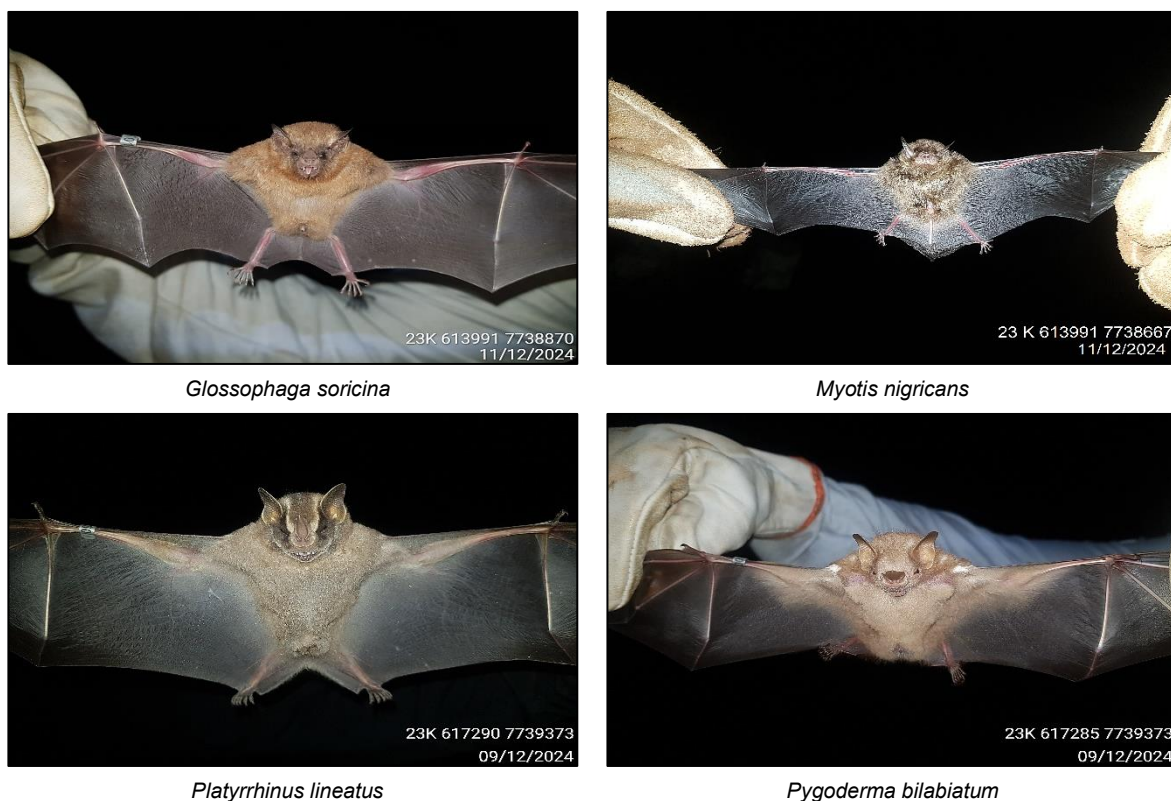 23K 613991 7738870
11/12/2024
23 K 613991 7738667
11/12/2024
Glossophaga soricina
Myotis nigricans
23K 617290 7739373
09/12/2024
23K 617285 7739373
09/12/2024
Platyrrhinus lineatus
Pygoderma bilabiatum